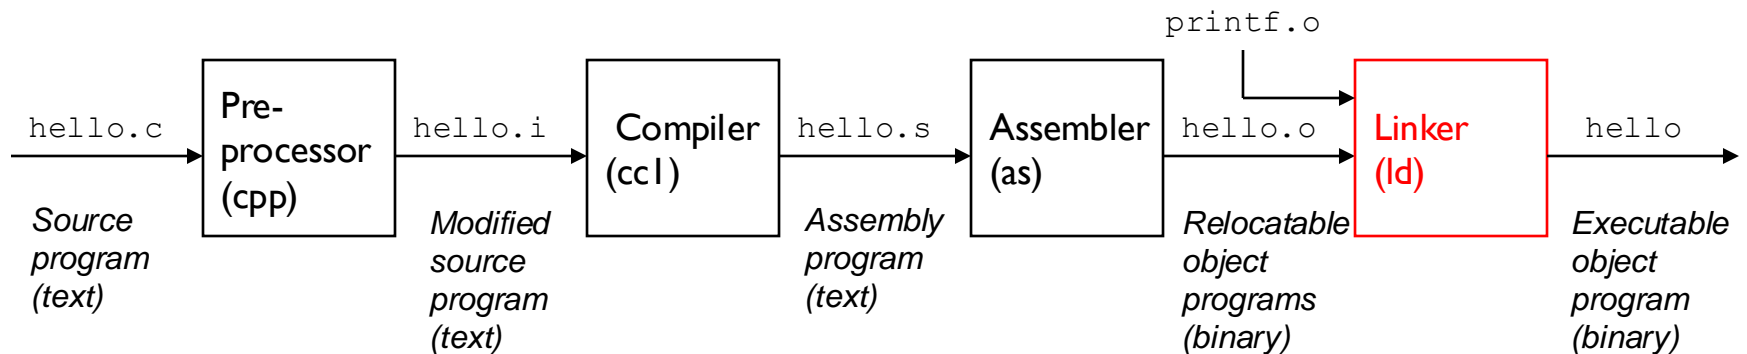 printf.o
hello.c
Pre-
processor
(cpp)
hello.i
Compiler
(cc1)
hello.s
Assembler
(as)
hello.o
Linker
(ld)
hello
Source
program
(text)
Modified
source
program
(text)
Assembly
program
(text)
Relocatable
object
programs
(binary)
Executable
object
program
(binary)